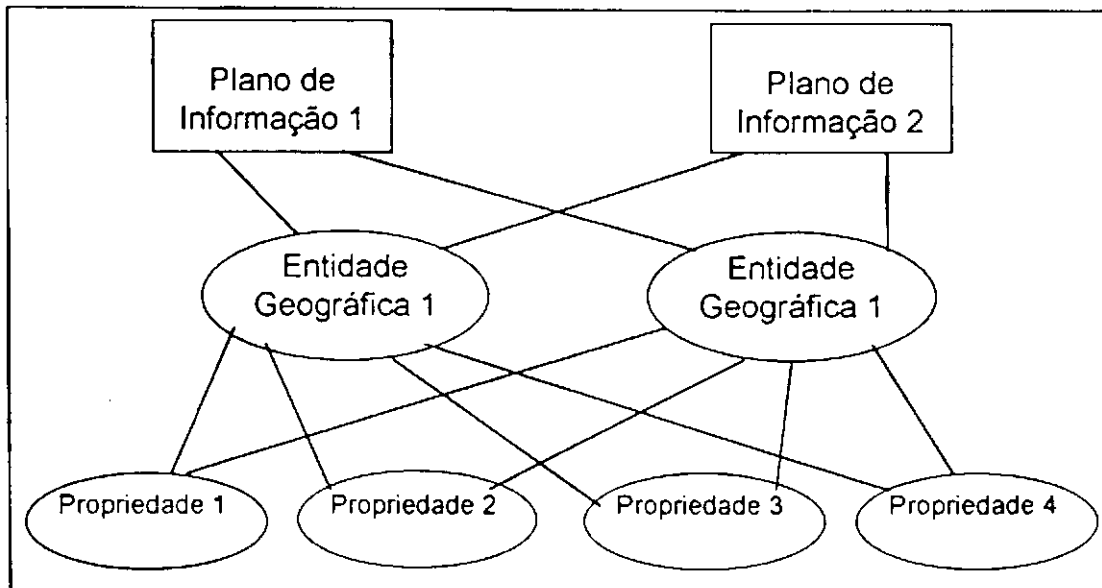 Plano de
Informação 1
Plano de
Informação 2
Entidade
Geográfica 1
Entidade
Geográfica 1
Propriedade 1
Propriedade 2
Propriedade 3
Propriedade 4